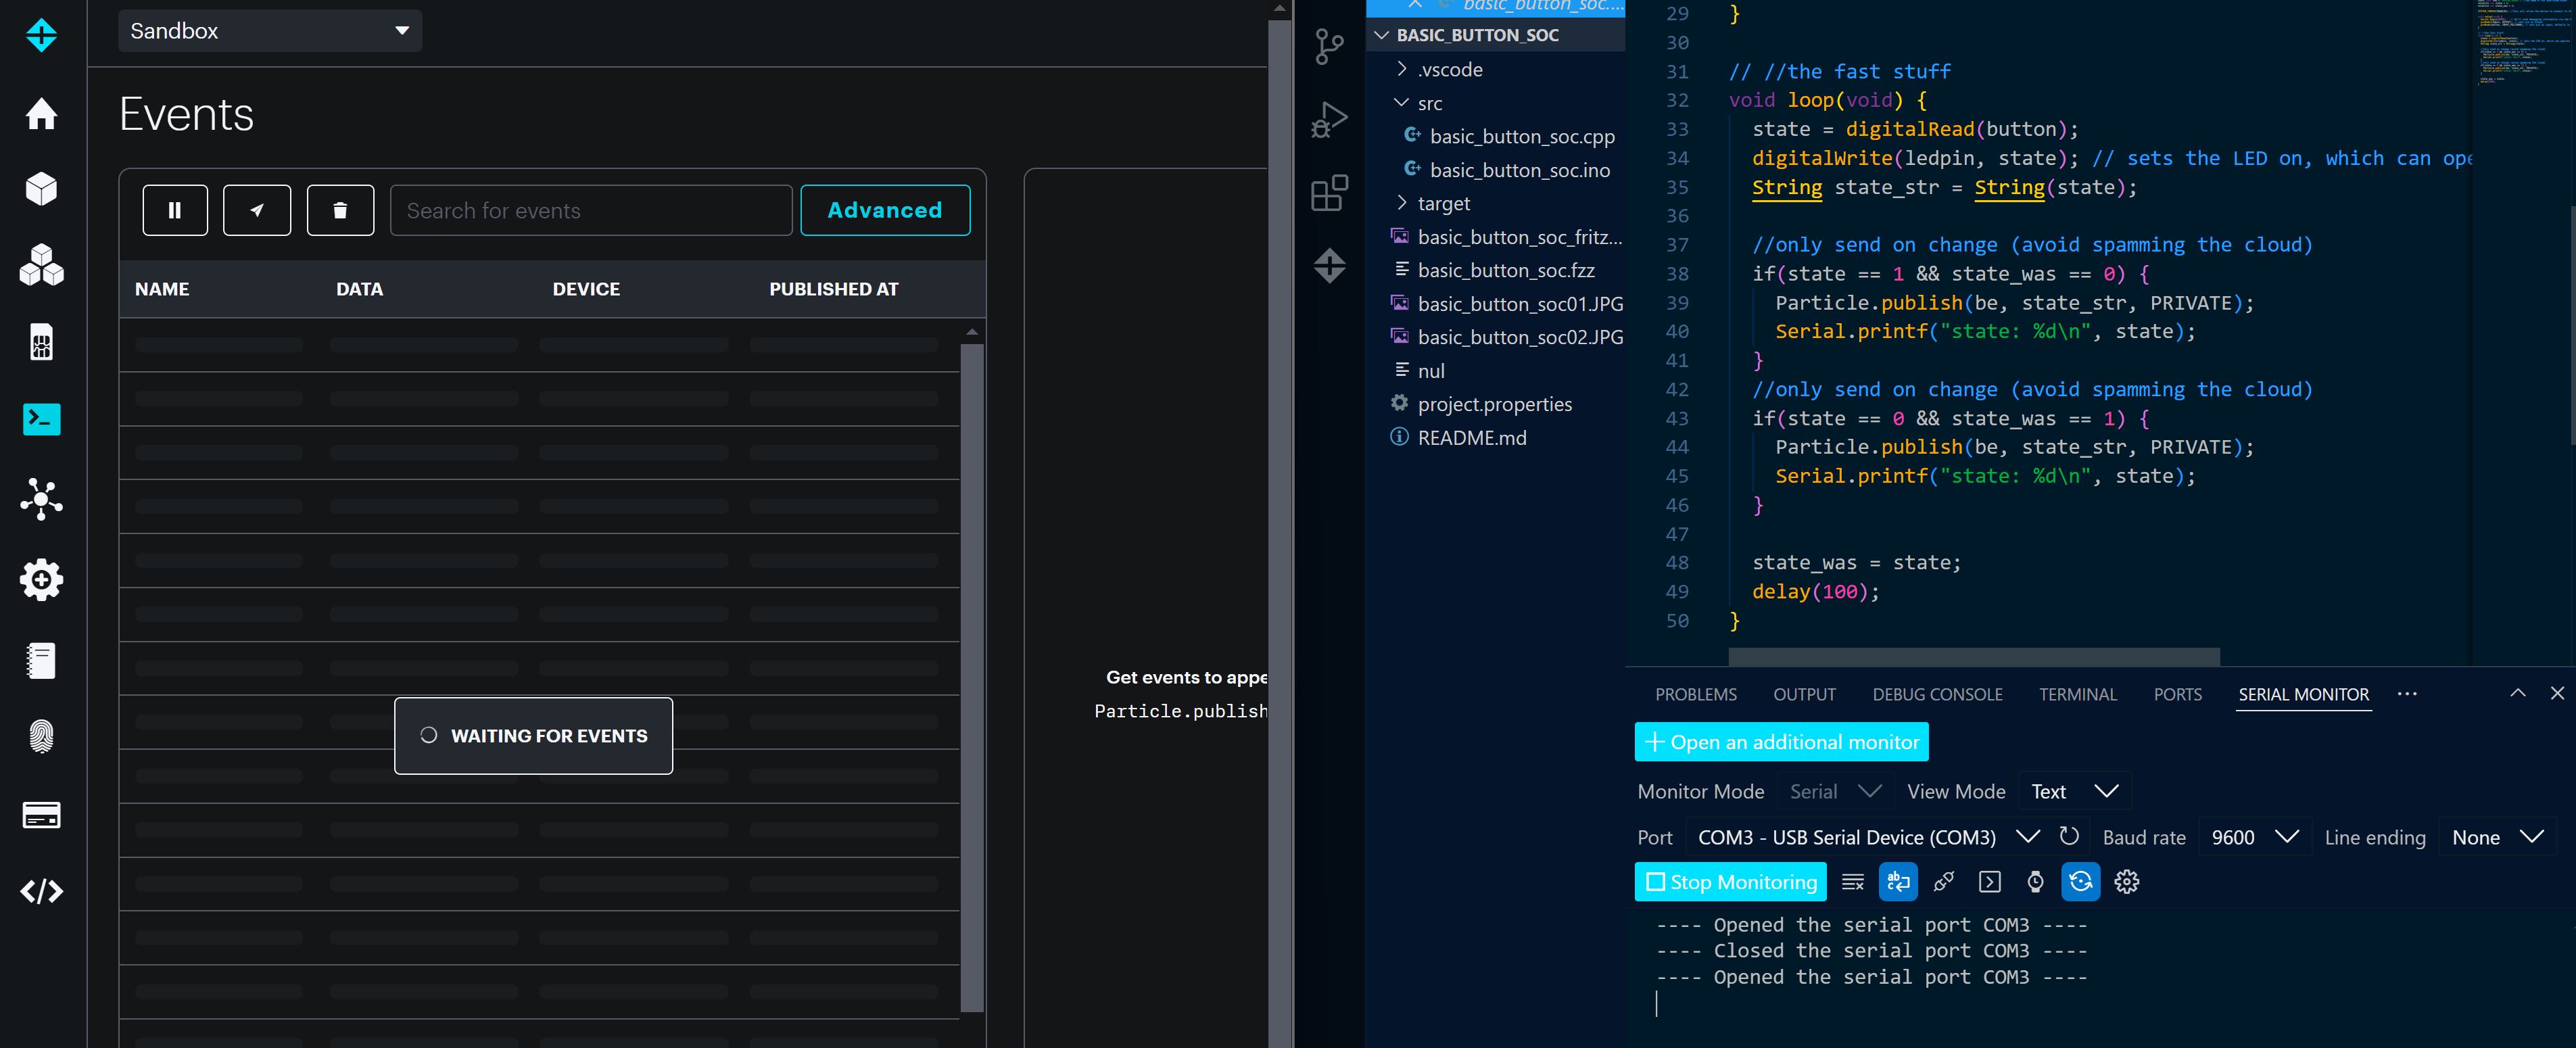 Sandbox
Events
Search for events
Advanced
NAME DATA DEVICE PUBLISHED AT
WAITING FOR EVENTS
Get events to appe
Particle.publish
basic_button_soc....
BASIC_BUTTON_SOC
.vscode
src
basic_button_soc.cpp
basic_button_soc.ino
target
basic_button_soc_fritz...
basic_button_soc.fzz
basic_button_soc01.JPG
basic_button_soc02.JPG
nul
project.properties
README.md
29 }
30
31 // //the fast stuff
32 void loop(void) {
33 state = digitalRead(button);
34 digitalWrite(ledpin, state); // sets the LED on, which can ope
35 String state_str = String(state);
36
37 //only send on change (avoid spamming the cloud)
38 if(state == 1 && state_was == 0) {
39 Particle.publish(be, state_str, PRIVATE);
40 Serial.printf("state: %d\n", state);
41 }
42 //only send on change (avoid spamming the cloud)
43 if(state == 0 && state_was == 1) {
44 Particle.publish(be, state_str, PRIVATE);
45 Serial.printf("state: %d\n", state);
46 }
47
48 state_was = state;
49 delay(100);
50 }
PROBLEMS OUTPUT DEBUG CONSOLE TERMINAL PORTS SERIAL MONITOR ...
Open an additional monitor
Monitor Mode Serial View Mode Text
Port COM3 - USB Serial Device (COM3) Baud rate 9600 Line ending None
Stop Monitoring
---- Opened the serial port COM3 ----
---- Closed the serial port COM3 ----
---- Opened the serial port COM3 ----